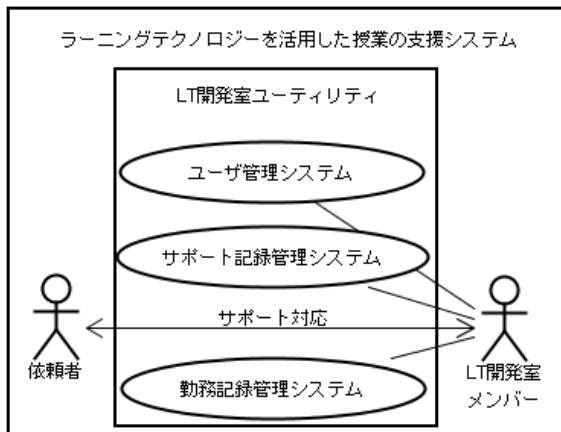 ラーニングテクノロジーを活用した授業の支援システム
LT開発室ユーティリティ
ユーザ管理システム
サポート記録管理システム
サポート対応
依頼者
LT開発室
メンバー
勤務記録管理システム